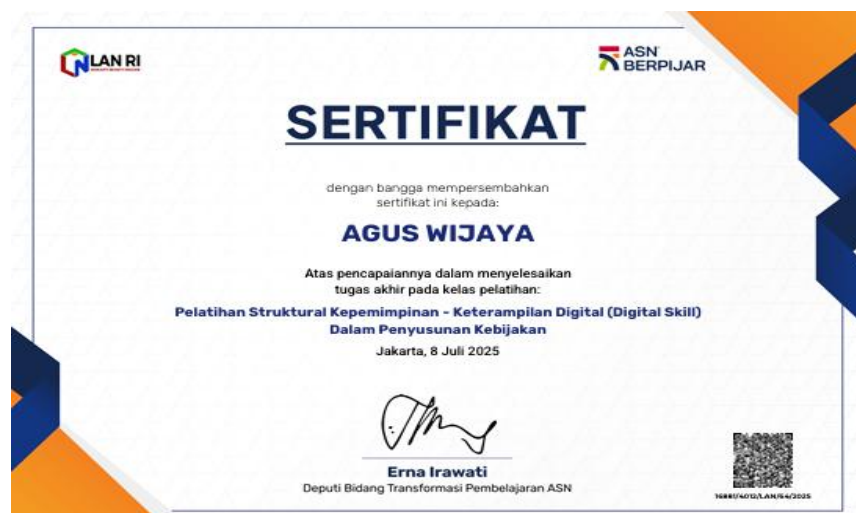 LAN RI
ASN
BERPIJAR
SERTIFIKAT
dengan bangga mempersembahkan
sertifikat ini kepada:
AGUS WIJAYA
Atas pencapaiannya dalam menyelesaikan
tugas akhir pada kelas pelatihan:
Pelatihan Struktural Kepemimpinan - Keterampilan Digital (Digital Skill)
Dalam Penyusunan Kebijakan
Jakarta, 8 Juli 2025
Erna Irawati
Deputi Bidang Transformasi Pembelajaran ASN